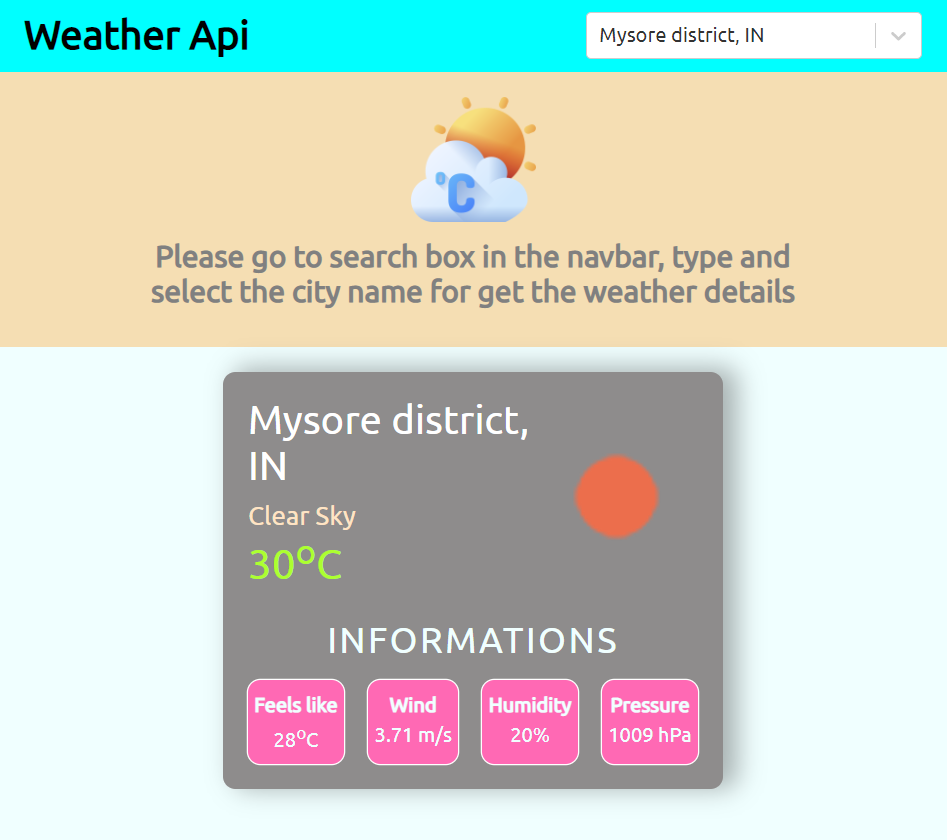 Weather Api
Mysore district, IN
°C
Please go to search box in the navbar, type and
select the city name for get the weather details
Mysore district,
IN
Clear Sky
30°C
INFORMATIONS
Feels like
28°C
Wind
3.71 m/s
Humidity
20%
Pressure
1009 hPa